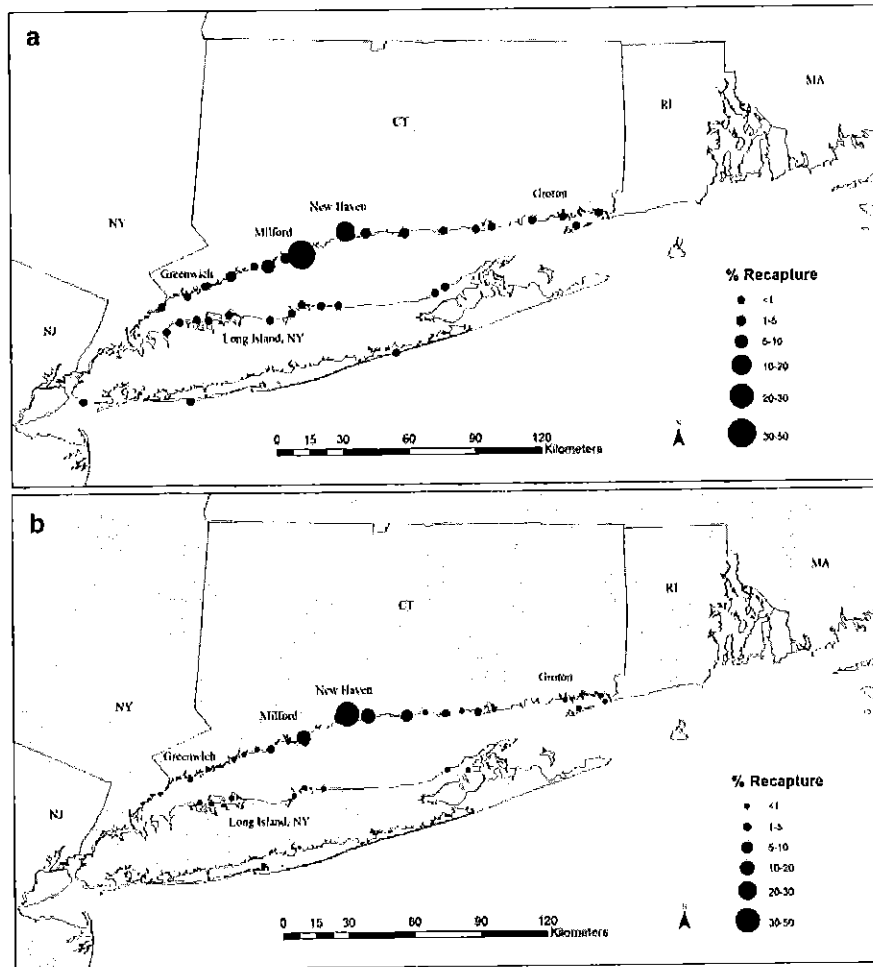 a
MA
RI
CT
Groton
New Haven
NY
Milford
Greenwich
% Recapture
<1
1-5
5-10
10-20
20-30
30-50
NJ
Long Island, NY
N
0 15 30 60 90 120
Kilometers
b
MA
RI
CT
Groton
New Haven
NY
Milford
Greenwich
% Recapture
<1
1-5
5-10
10-20
20-30
30-50
NJ
Long Island, NY
N
0 15 30 60 90 120
Kilometers